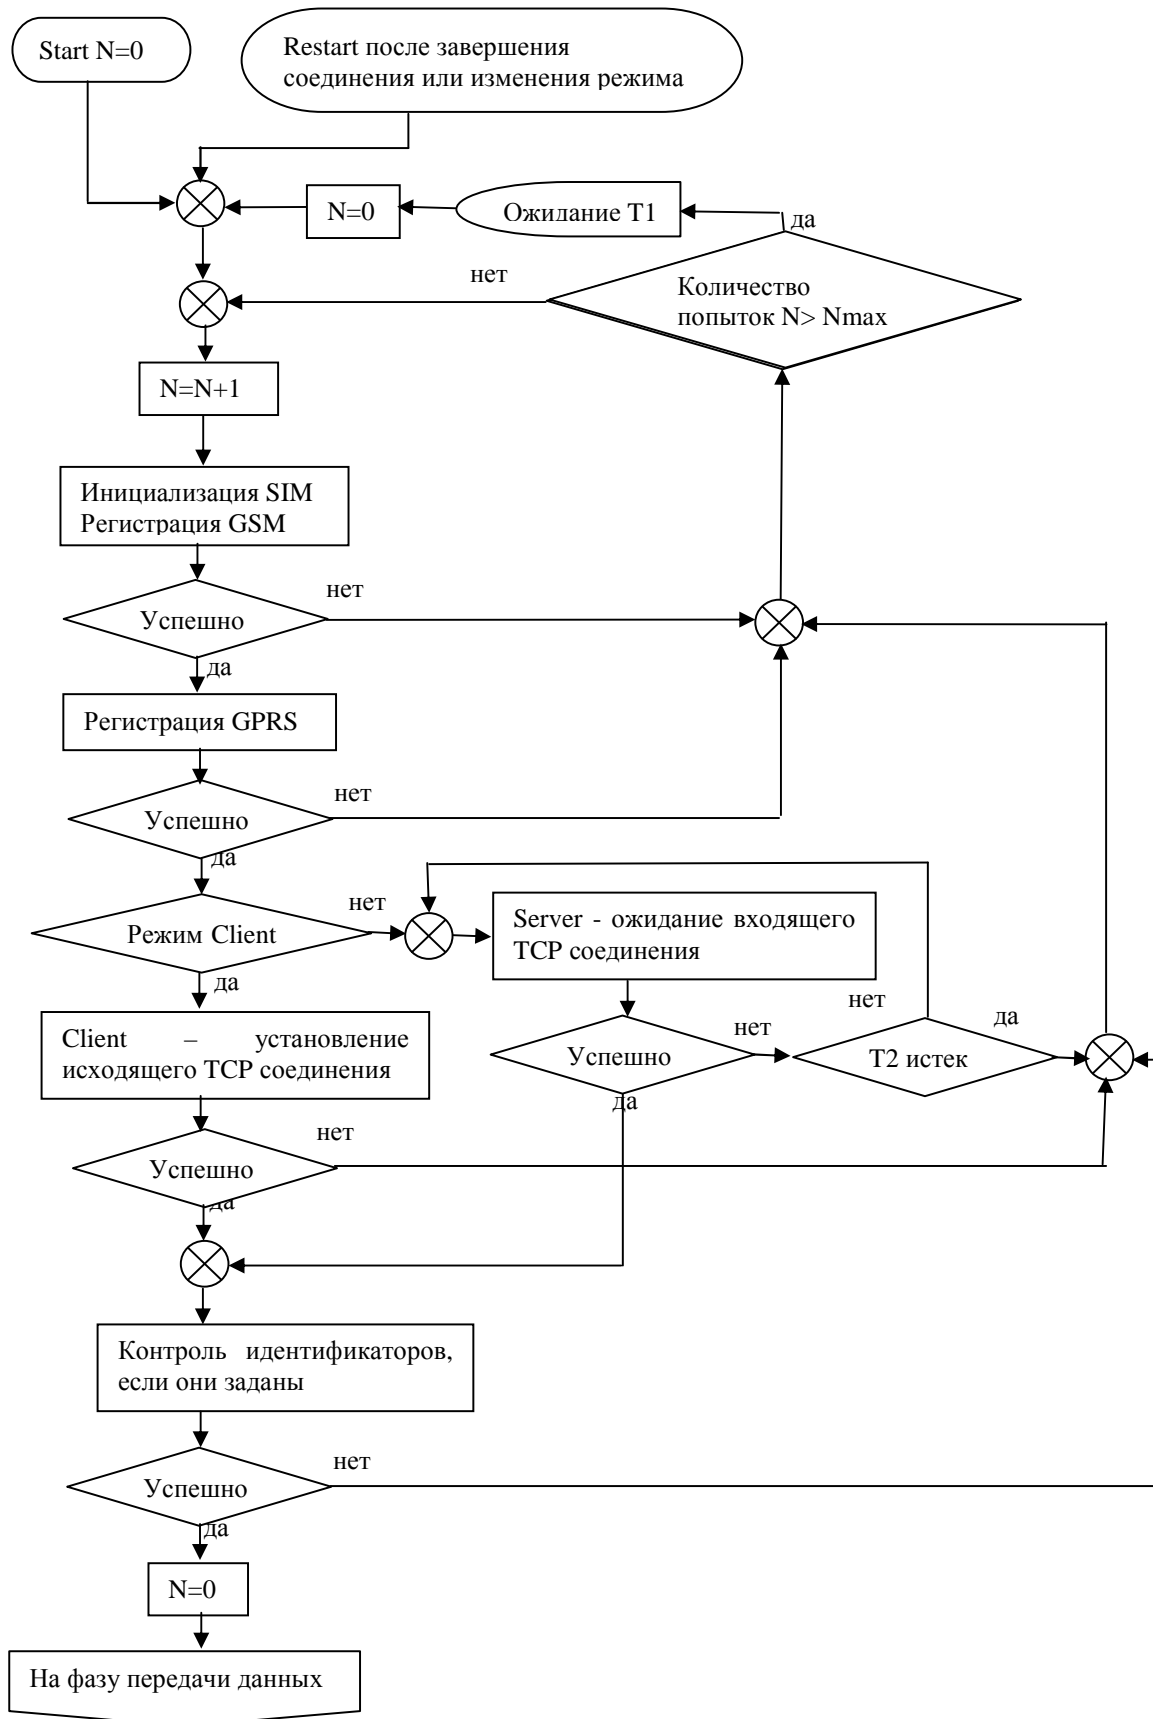 Start N=0
Restart после завершения
соединения или изменения режима
N=0
Ожидание T1
да
нет
Количество
попыток N> Nmax
N=N+1
Инициализация SIM
Регистрация GSM
нет
Успешно
да
Регистрация GPRS
нет
Успешно
да
нет
Режим Client
да
Server - ожидание входящего
TCP соединения
нет
да
нет
Успешно
T2 истек
да
Client – установление
исходящего TCP соединения
нет
Успешно
да
Контроль идентификаторов,
если они заданы
нет
Успешно
да
N=0
На фазу передачи данных